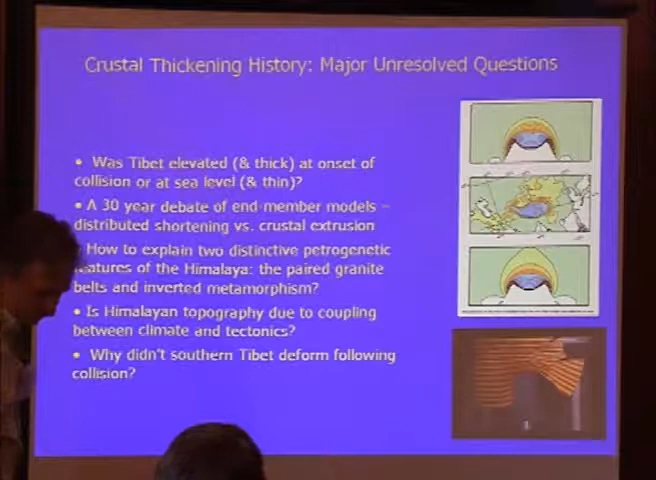 Crustal Thickening History: Major Unresolved Questions
• Was Tibet elevated (& thick) at onset of
collision or at sea level (& thin)?
• A 30 year debate of end-member models –
distributed shortening vs. crustal extrusion
How to explain two distinctive petrogenetic
features of the Himalaya: the paired granite
belts and inverted metamorphism?
• Is Himalayan topography due to coupling
between climate and tectonics?
• Why didn't southern Tibet deform following
collision?